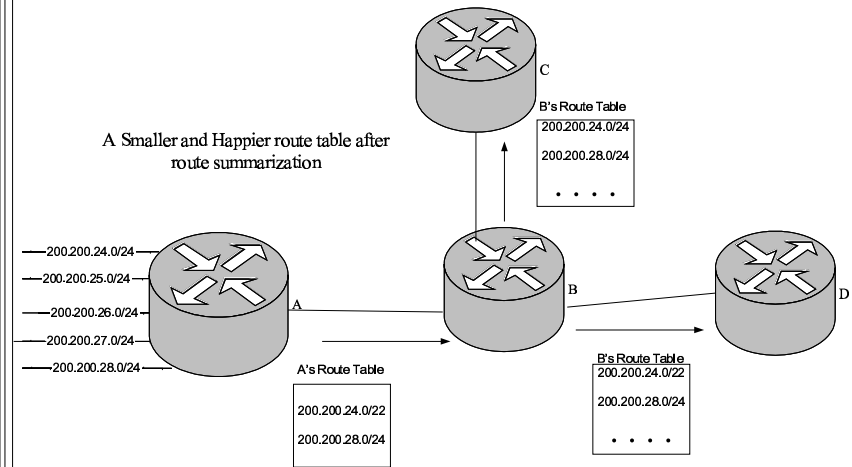 C
B's Route Table
200.200.24.0/24
200.200.28.0/24
. . . .
A Smaller and Happier route table after
route summarization
200.200.24.0/24
200.200.25.0/24
200.200.26.0/24
200.200.27.0/24
200.200.28.0/24
A
B
D
A's Route Table
200.200.24.0/22
200.200.28.0/24
B's Route Table
200.200.24.0/22
200.200.28.0/24
. . . .